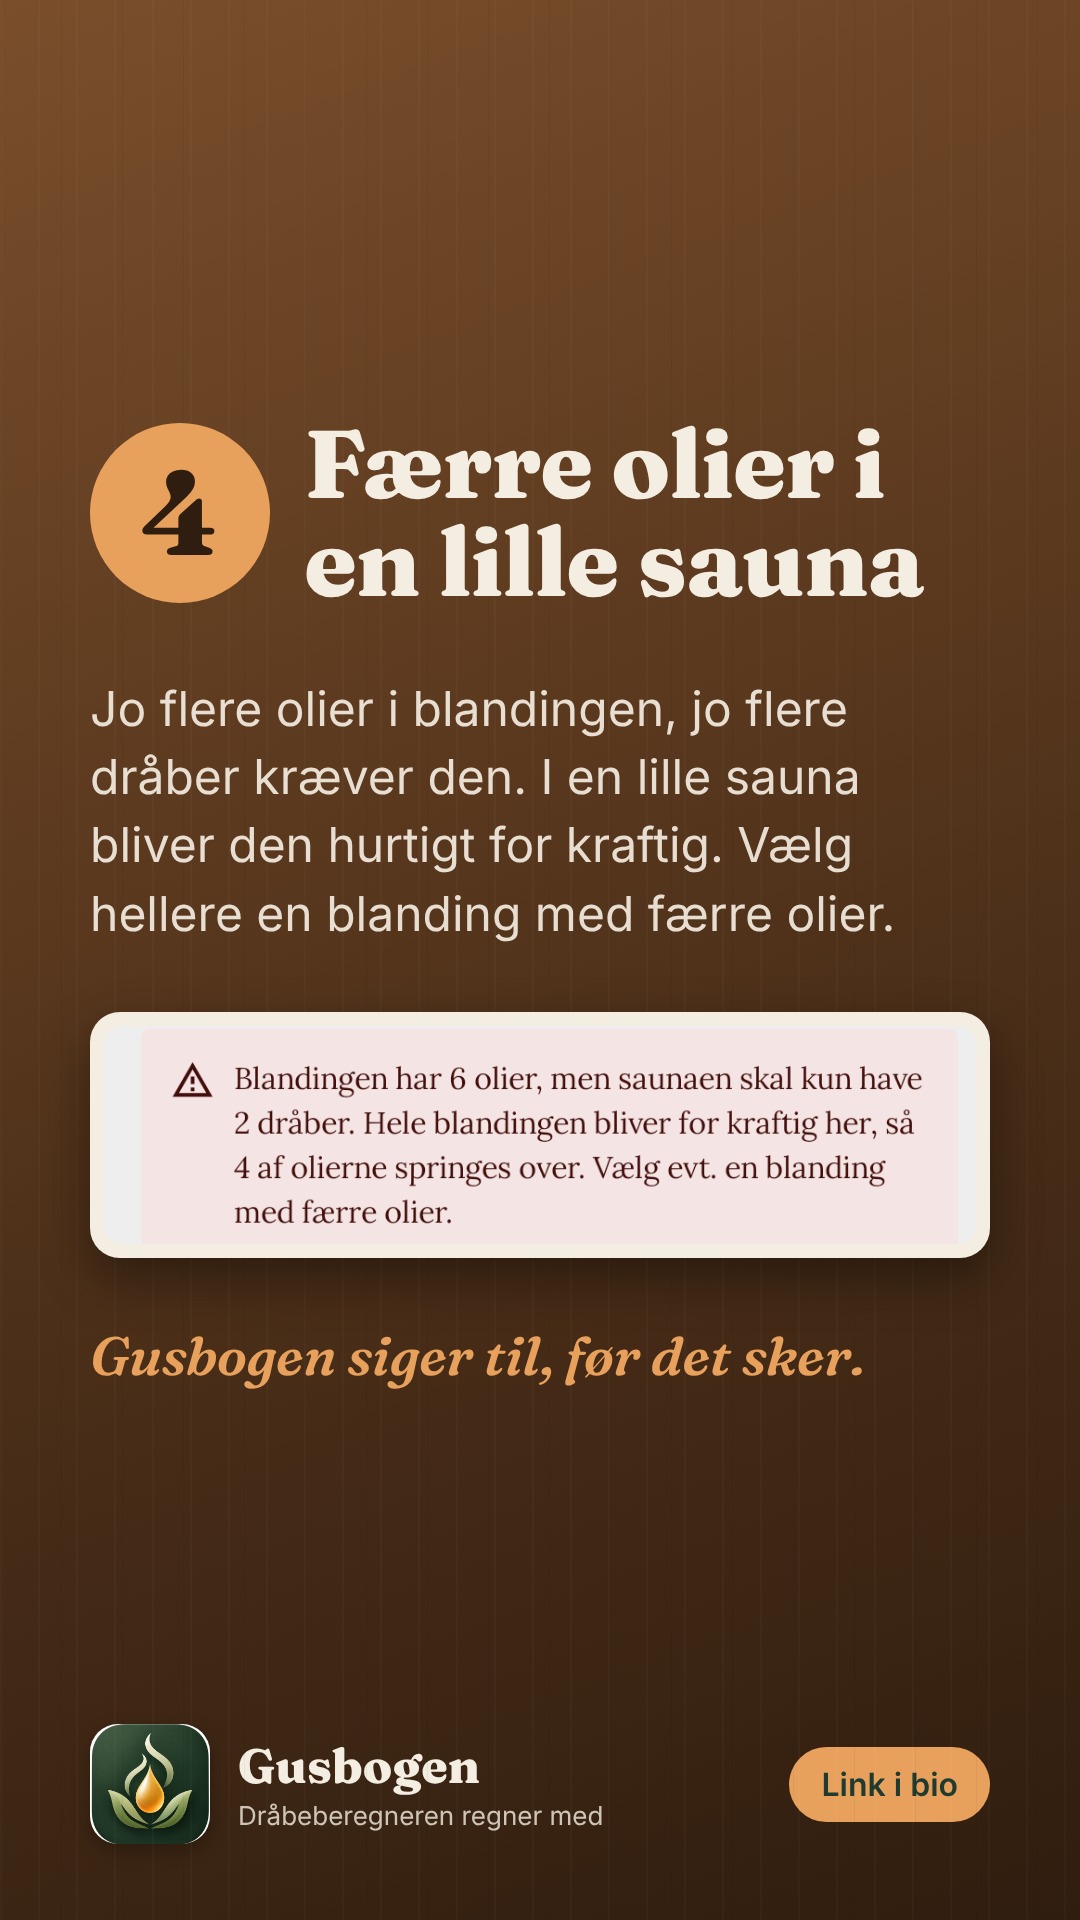 4
Færre olier i
en lille sauna
Jo flere olier i blandingen, jo flere
dråber kræver den. I en lille sauna
bliver den hurtigt for kraftig. Vælg
hellere en blanding med færre olier.
Blandingen har 6 olier, men saunaen skal kun have
2 dråber. Hele blandingen bliver for kraftig her, så
4 af olierne springes over. Vælg evt. en blanding
med færre olier.
Gusbogen siger til, før det sker.
Gusbogen
Dråbeberegneren regner med
Link i bio